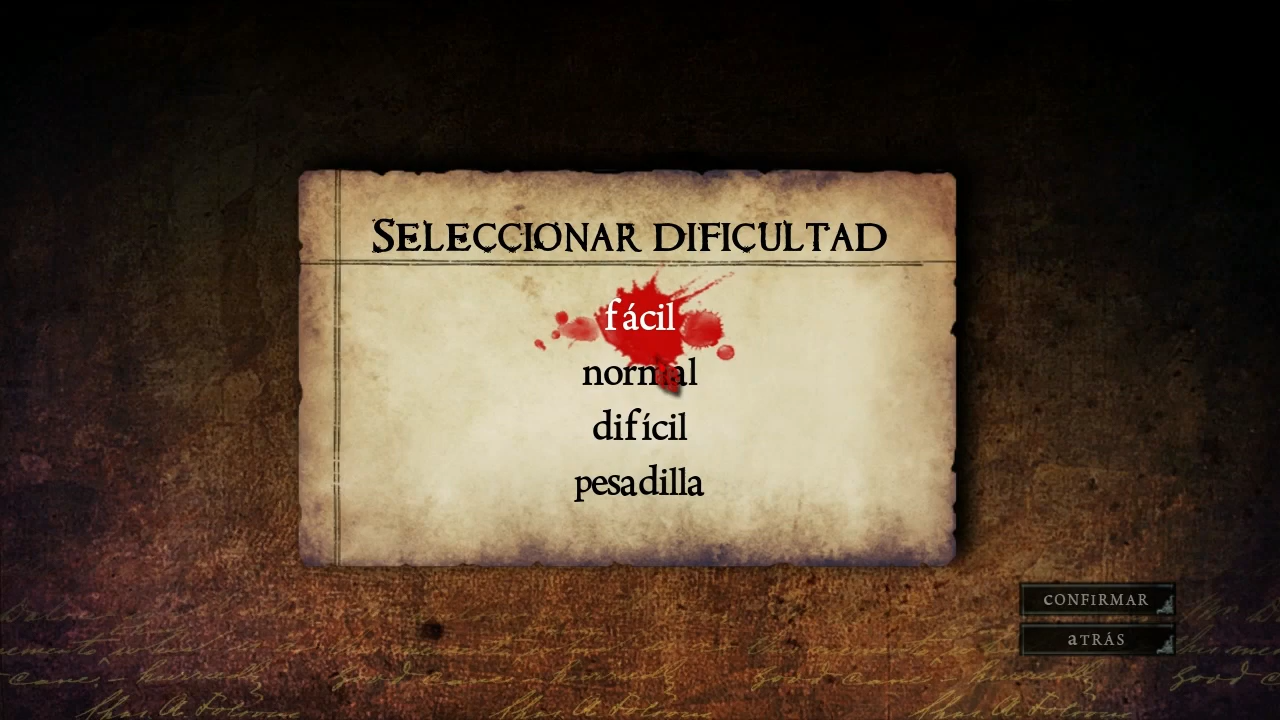 SELECCIONAR DIFICULTAD
fácil
normal
difícil
pesadilla
CONFIRMAR
aTRÁS